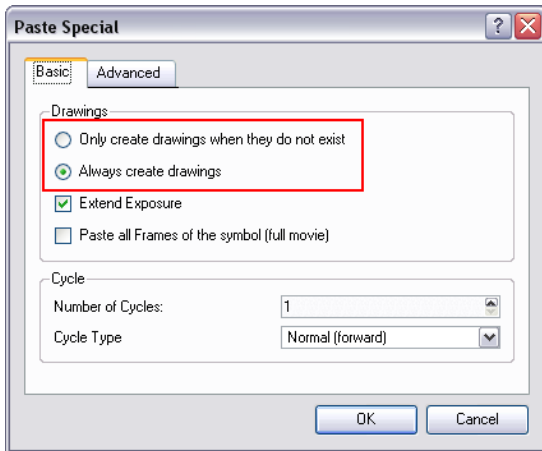 Paste Special
Basic Advanced
Drawings
Only create drawings when they do not exist
Always create drawings
Extend Exposure
Paste all Frames of the symbol (full movie)
Cycle
Number of Cycles: 1
Cycle Type Normal (forward)
OK Cancel